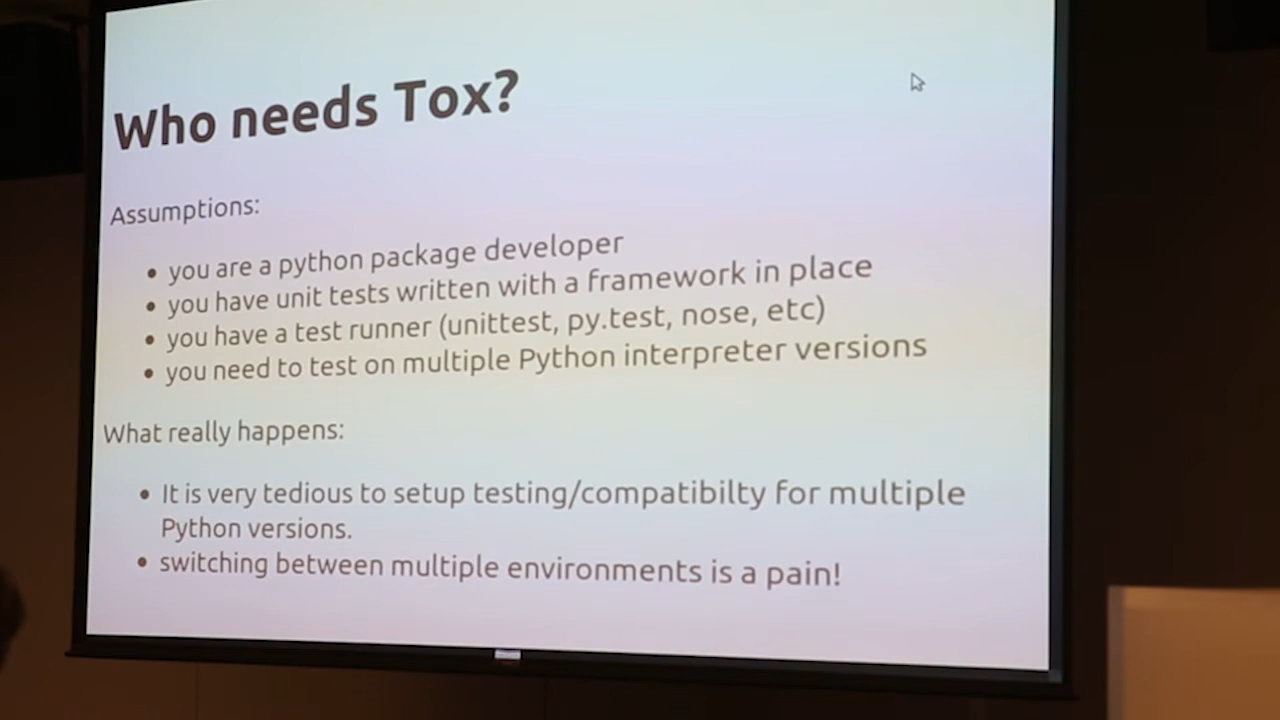 Who needs Tox?
Assumptions:
• you are a python package developer
• you have unit tests written with a framework in place
• you have a test runner (unittest, py.test, nose, etc)
• you need to test on multiple Python interpreter versions
What really happens:
• It is very tedious to setup testing/compatibilty for multiple
Python versions.
• switching between multiple environments is a pain!